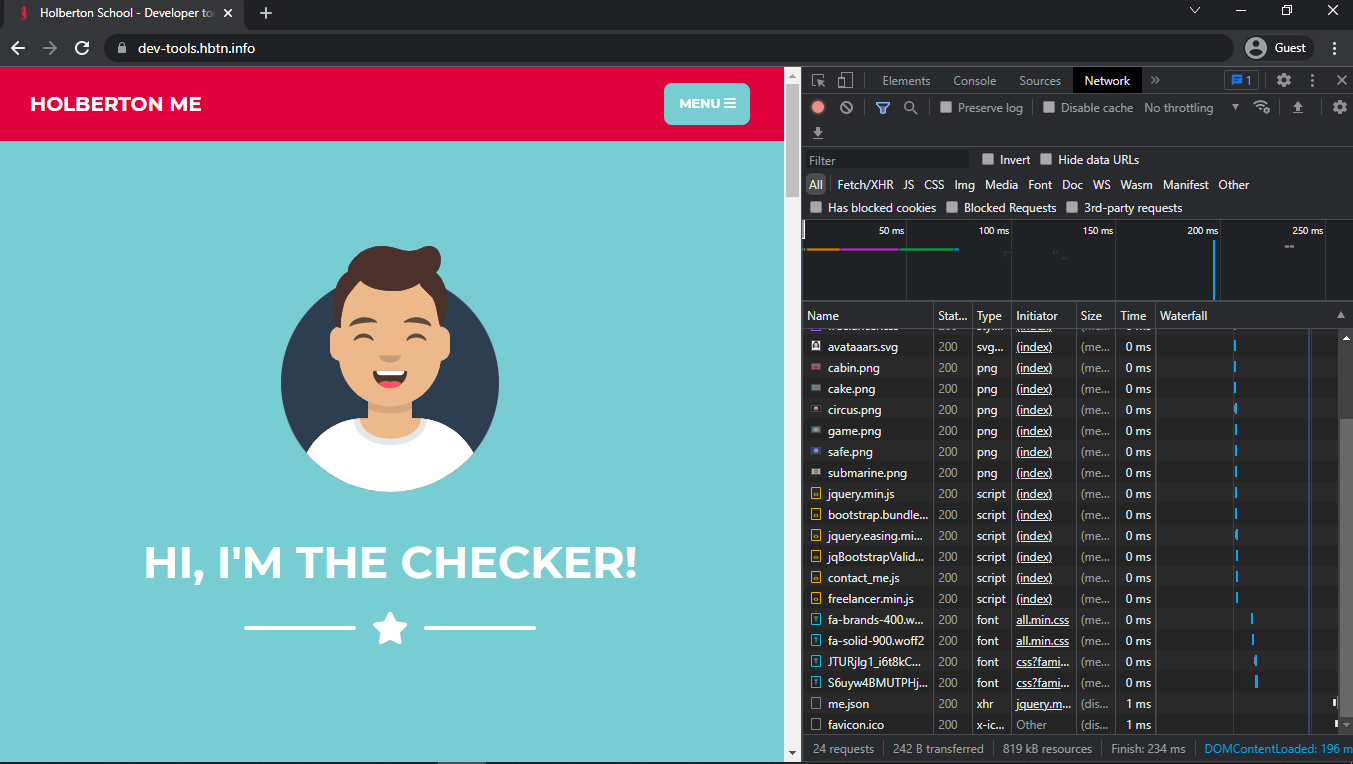 Holberton School - Developer to
dev-tools.hbtn.info
Guest
HOLBERTON ME
MENU
HI, I'M THE CHECKER!
Elements Console Sources Network 1
Preserve log Disable cache No throttling
Filter Invert Hide data URLs
All Fetch/XHR JS CSS Img Media Font Doc WS Wasm Manifest Other
Has blocked cookies Blocked Requests 3rd-party requests
50 ms 100 ms 150 ms 200 ms 250 ms
Name Stat... Type Initiator Size Time Waterfall
avataaars.svg 200 svg... (index) (me... 0 ms
cabin.png 200 png (index) (me... 0 ms
cake.png 200 png (index) (me... 0 ms
circus.png 200 png (index) (me... 0 ms
game.png 200 png (index) (me... 0 ms
safe.png 200 png (index) (me... 0 ms
submarine.png 200 png (index) (me... 0 ms
jquery.min.js 200 script (index) (me... 0 ms
bootstrap.bundle... 200 script (index) (me... 0 ms
jquery.easing.mi... 200 script (index) (me... 0 ms
jqBootstrapValid... 200 script (index) (me... 0 ms
contact_me.js 200 script (index) (me... 0 ms
freelancer.min.js 200 script (index) (me... 0 ms
fa-brands-400.w... 200 font all.min.css (me... 0 ms
fa-solid-900.woff2 200 font all.min.css (me... 0 ms
JTURjIg1_i6t8kC... 200 font css?fami... (me... 0 ms
S6uyw4BMUTPHj... 200 font css?fami... (me... 0 ms
me.json 200 xhr jquery.m... (dis... 1 ms
favicon.ico 200 x-ic... Other (dis... 1 ms
24 requests 242 B transferred 819 kB resources Finish: 234 ms DOMContentLoaded: 196 m